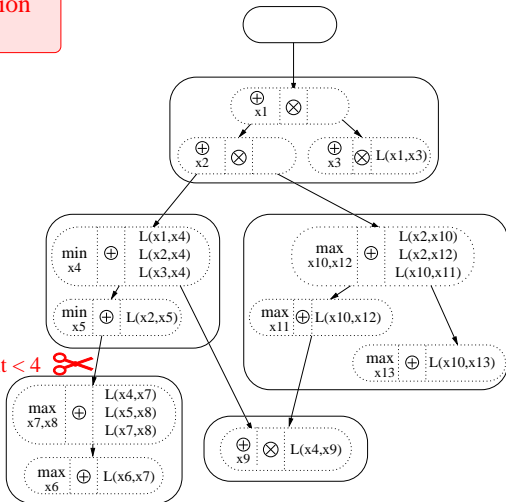 ion
⊕ ⊗
x1
⊕ ⊗
x2
⊕ ⊗ L(x1,x3)
x3
L(x1,x4)
min ⊕ L(x2,x4)
x4
L(x3,x4)
min ⊕ L(x2,x5)
x5
L(x2,x10)
max ⊕ L(x2,x12)
x10,x12
L(x10,x11)
max ⊕ L(x10,x12)
x11
max ⊕ L(x10,x13)
x13
t < 4
L(x4,x7)
max ⊕ L(x5,x8)
x7,x8
L(x7,x8)
max ⊕ L(x6,x7)
x6
⊕ ⊗ L(x4,x9)
x9